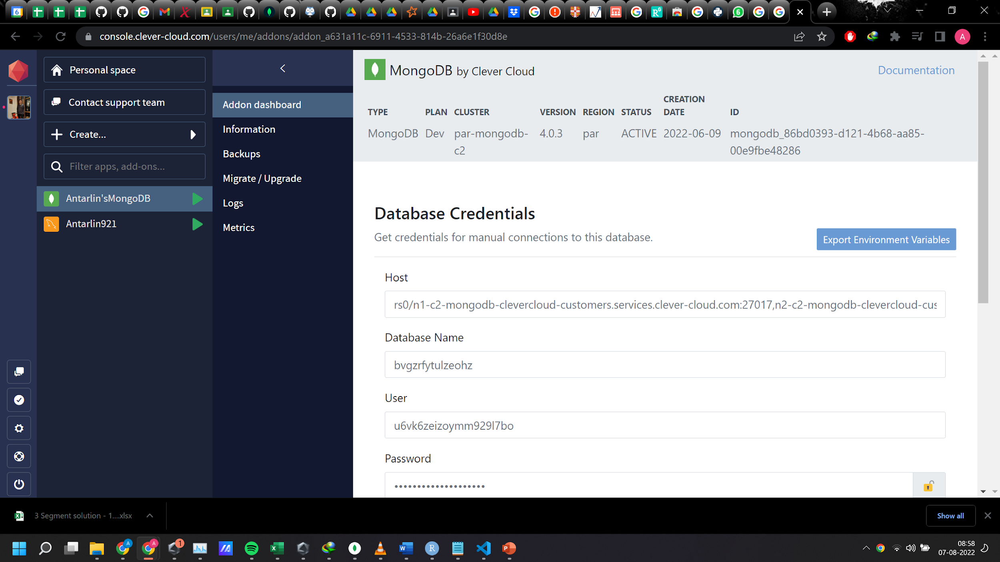 6
console.clever-cloud.com/users/me/addons/addon_a631a11c-6911-4533-814b-26a6e1f30d8e
A
Personal space
Contact support team
Create...
Filter apps, add-ons...
Antarlin'sMongoDB
Antarlin921
Addon dashboard
Information
Backups
Migrate / Upgrade
Logs
Metrics
MongoDB by Clever Cloud
Documentation
TYPE PLAN CLUSTER VERSION REGION STATUS CREATION DATE ID
MongoDB Dev par-mongodb-c2 4.0.3 par ACTIVE 2022-06-09 mongodb_86bd0393-d121-4b68-aa85-00e9fbe48286
Database Credentials
Get credentials for manual connections to this database.
Export Environment Variables
Host
rs0/n1-c2-mongodb-clevercloud-customers.services.clever-cloud.com:27017,n2-c2-mongodb-clevercloud-cus
Database Name
bvgzrfytulzeohz
User
u6vk6zeizoymm929l7bo
Password
3 Segment solution - 1....xlsx
Show all
08:58
07-08-2022